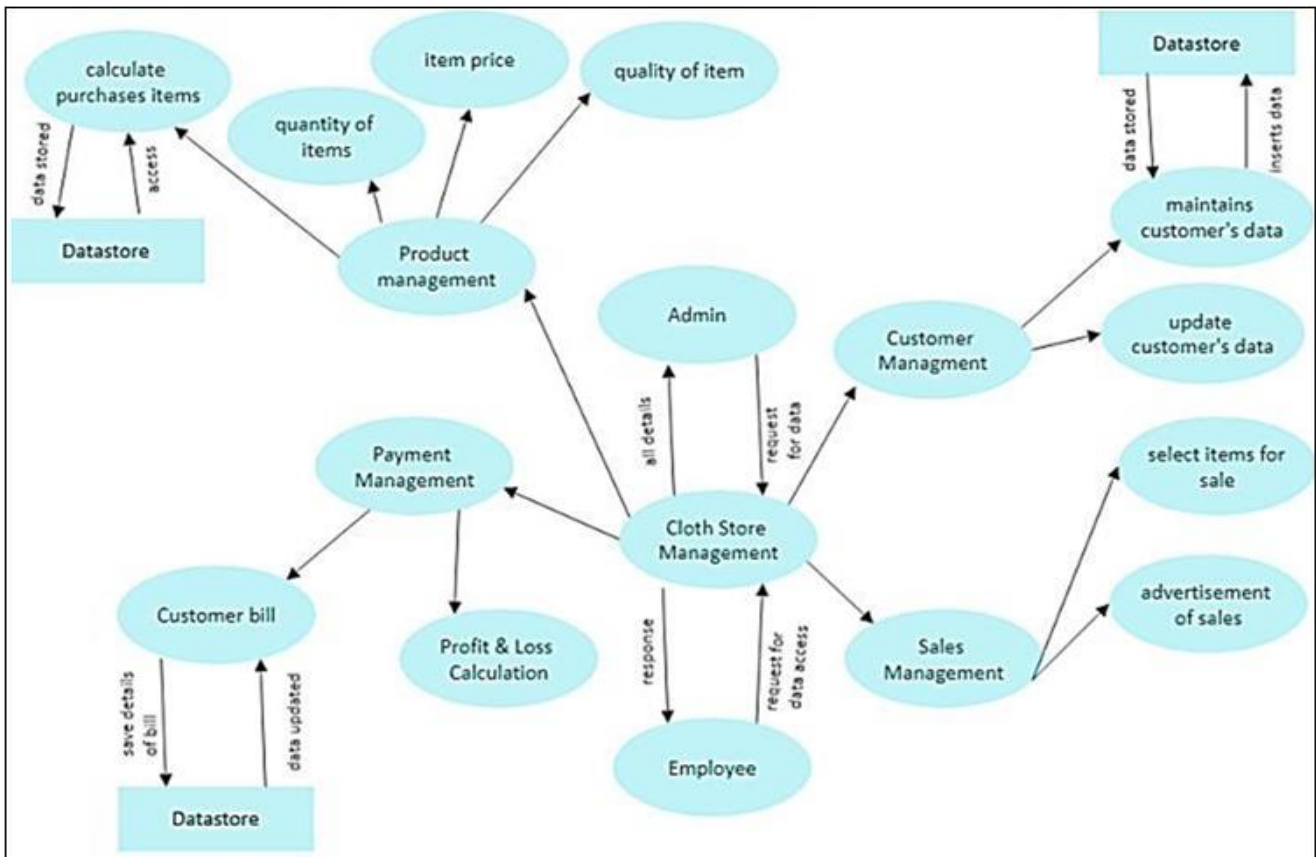 calculate
purchases items
item price
quality of item
Datastore
quantity of
items
data stored
access
data stored
inserts data
maintains
customer's data
Datastore
Product
management
Admin
Customer
Managment
update
customer's data
all details
request
for data
Payment
Management
select items for
sale
Cloth Store
Management
advertisement
of sales
Customer bill
Profit & Loss
Calculation
response
request for
data access
Sales
Management
save details
of bill
data updated
Employee
Datastore